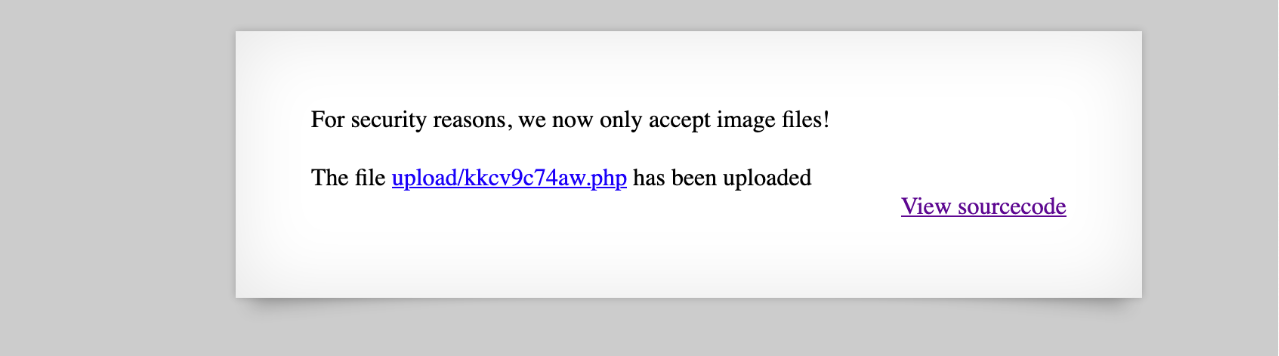 For security reasons, we now only accept image files!
The file upload/kkcv9c74aw.php has been uploaded
View sourcecode